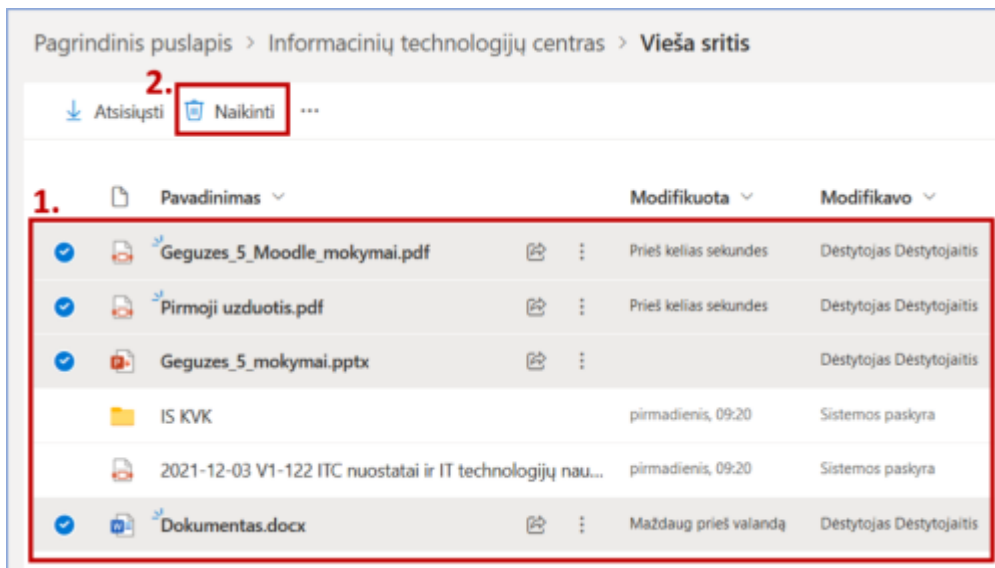 Pagrindinis puslapis > Informacinių technologijų centras > Vieša sritis
2.
Atsisiųsti Naikinti ...
1. Pavadinimas Modifikuota Modifikavo
Geguzes_5_Moodle_mokymai.pdf Prieš kelias sekundes Dėstytojas Dėstytojaitis
Pirmoji uzduotis.pdf Prieš kelias sekundes Dėstytojas Dėstytojaitis
Geguzes_5_mokymai.pptx Dėstytojas Dėstytojaitis
IS KVK pirmadienis, 09:20 Sistemos paskyra
2021-12-03 V1-122 ITC nuostatai ir IT technologijų nau... pirmadienis, 09:20 Sistemos paskyra
Dokumentas.docx Maždaug prieš valandą Dėstytojas Dėstytojaitis